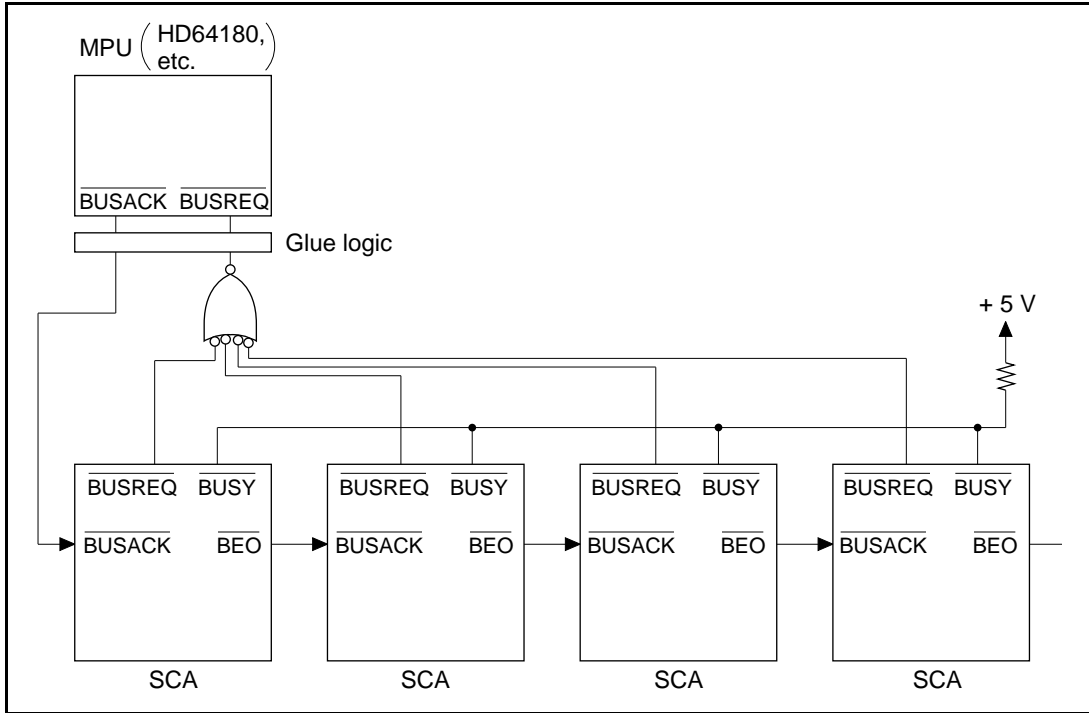 MPU ( HD64180,
etc. )
BUSACK BUSREQ
Glue logic
+ 5 V
BUSREQ BUSY BUSREQ BUSY BUSREQ BUSY BUSREQ BUSY
BUSACK BEO BUSACK BEO BUSACK BEO BUSACK BEO
SCA SCA SCA SCA